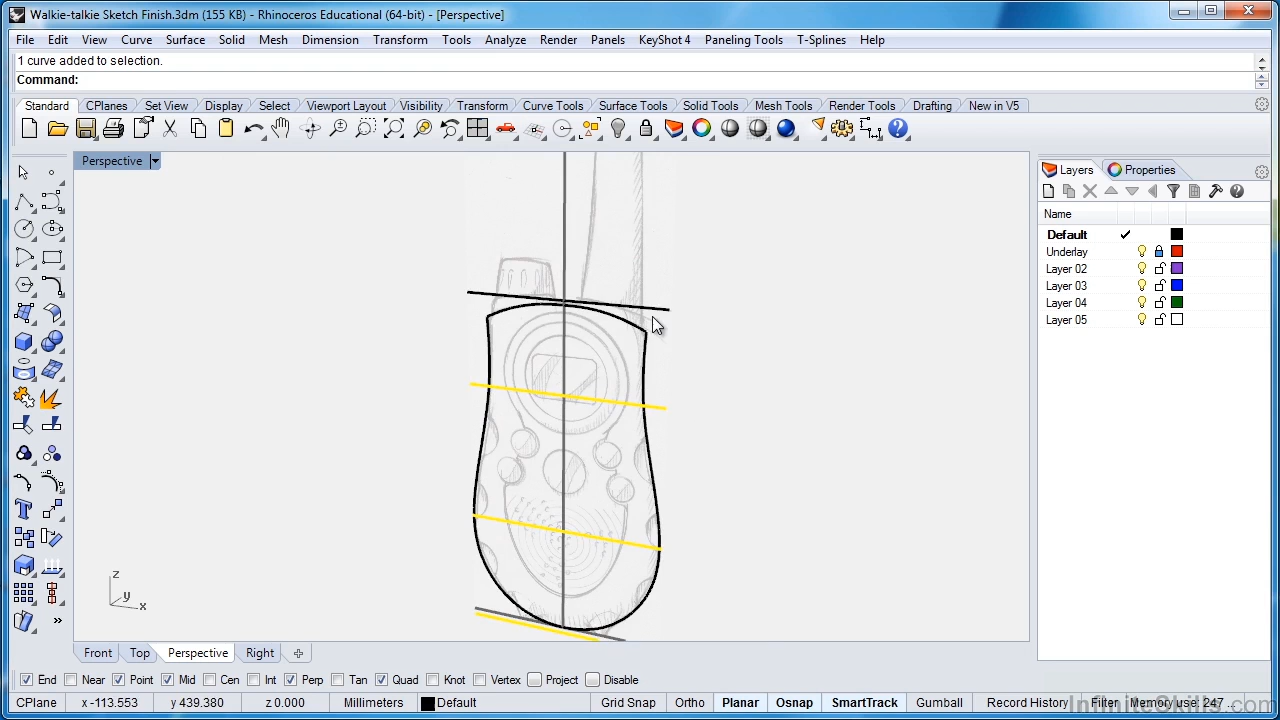 Walkie-talkie Sketch Finish.3dm (155 KB) - Rhinoceros Educational (64-bit) - [Perspective]
File Edit View Curve Surface Solid Mesh Dimension Transform Tools Analyze Render Panels KeyShot 4 Paneling Tools T-Splines Help
1 curve added to selection.
Command:
Standard CPlanes Set View Display Select Viewport Layout Visibility Transform Curve Tools Surface Tools Solid Tools Mesh Tools Render Tools Drafting New in V5
Perspective
Layers Properties
Name
Default
Underlay
Layer 02
Layer 03
Layer 04
Layer 05
z
y
x
Front Top Perspective Right
End Near Point Mid Cen Int Perp Tan Quad Knot Vertex Project Disable
CPlane x -113.553 y 439.380 z 0.000 Millimeters Default Grid Snap Ortho Planar Osnap SmartTrack Gumball Record History Filter Memory use: 247 ...
InfiniteSkills.com